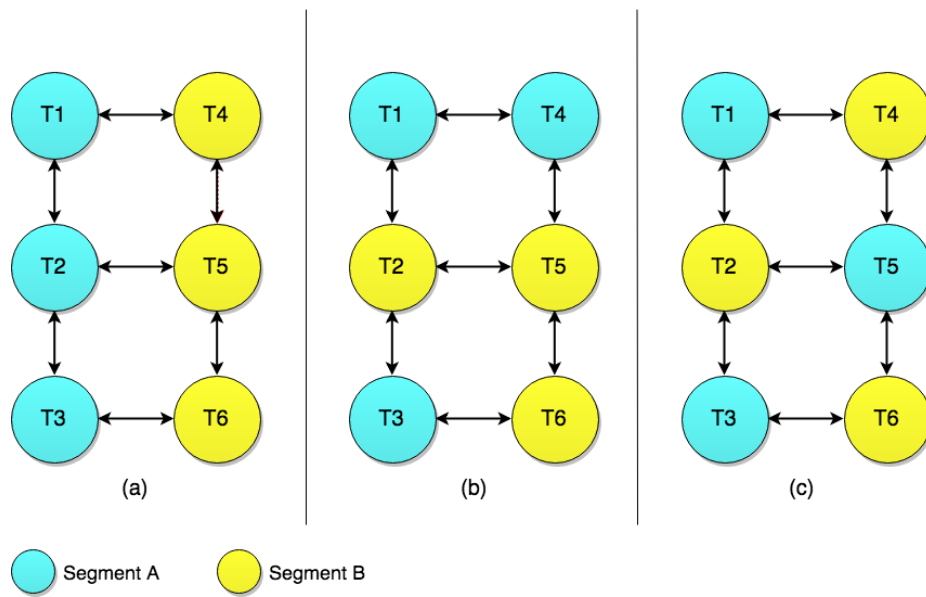 T1 T4 T1 T4 T1 T4
T2 T5 T2 T5 T2 T5
T3 T6 T3 T6 T3 T6
(a) (b) (c)
Segment A Segment B